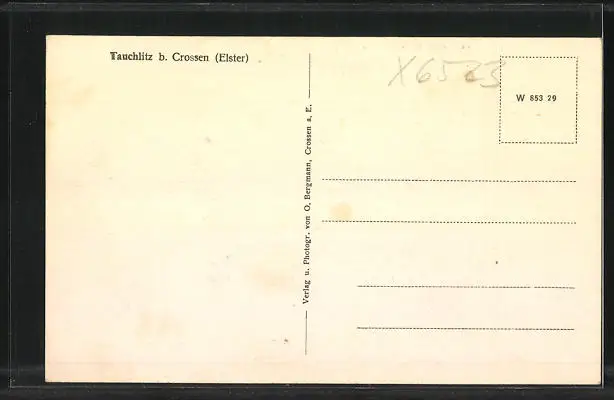 Tauchlitz b. Crossen (Elster)
Verlag u. Photogr. von O. Bergmann, Crossen a. E.
X6523
W 853 29